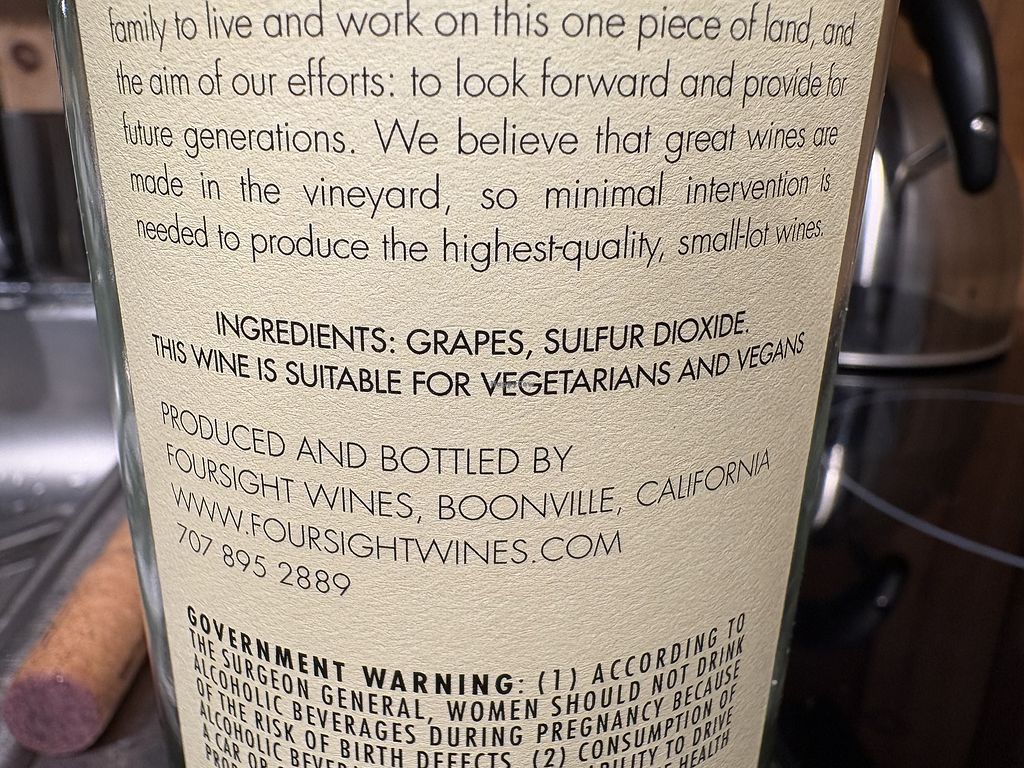 family to live and work on this one piece of land, and
the aim of our efforts: to look forward and provide for
future generations. We believe that great wines are
made in the vineyard, so minimal intervention is
needed to produce the highest-quality, small-lot wines.
INGREDIENTS: GRAPES, SULFUR DIOXIDE.
THIS WINE IS SUITABLE FOR VEGETARIANS AND VEGANS
PRODUCED AND BOTTLED BY
FOURSIGHT WINES, BOONVILLE, CALIFORNIA
WWW.FOURSIGHTWINES.COM
707 895 2889
GOVERNMENT WARNING: (1) ACCORDING TO
THE SURGEON GENERAL, WOMEN SHOULD NOT DRINK
ALCOHOLIC BEVERAGES DURING PREGNANCY BECAUSE
OF THE RISK OF BIRTH DEFECTS. (2) CONSUMPTION OF
ALCOHOLIC TO DRIVE
A CAR OR HEALTH